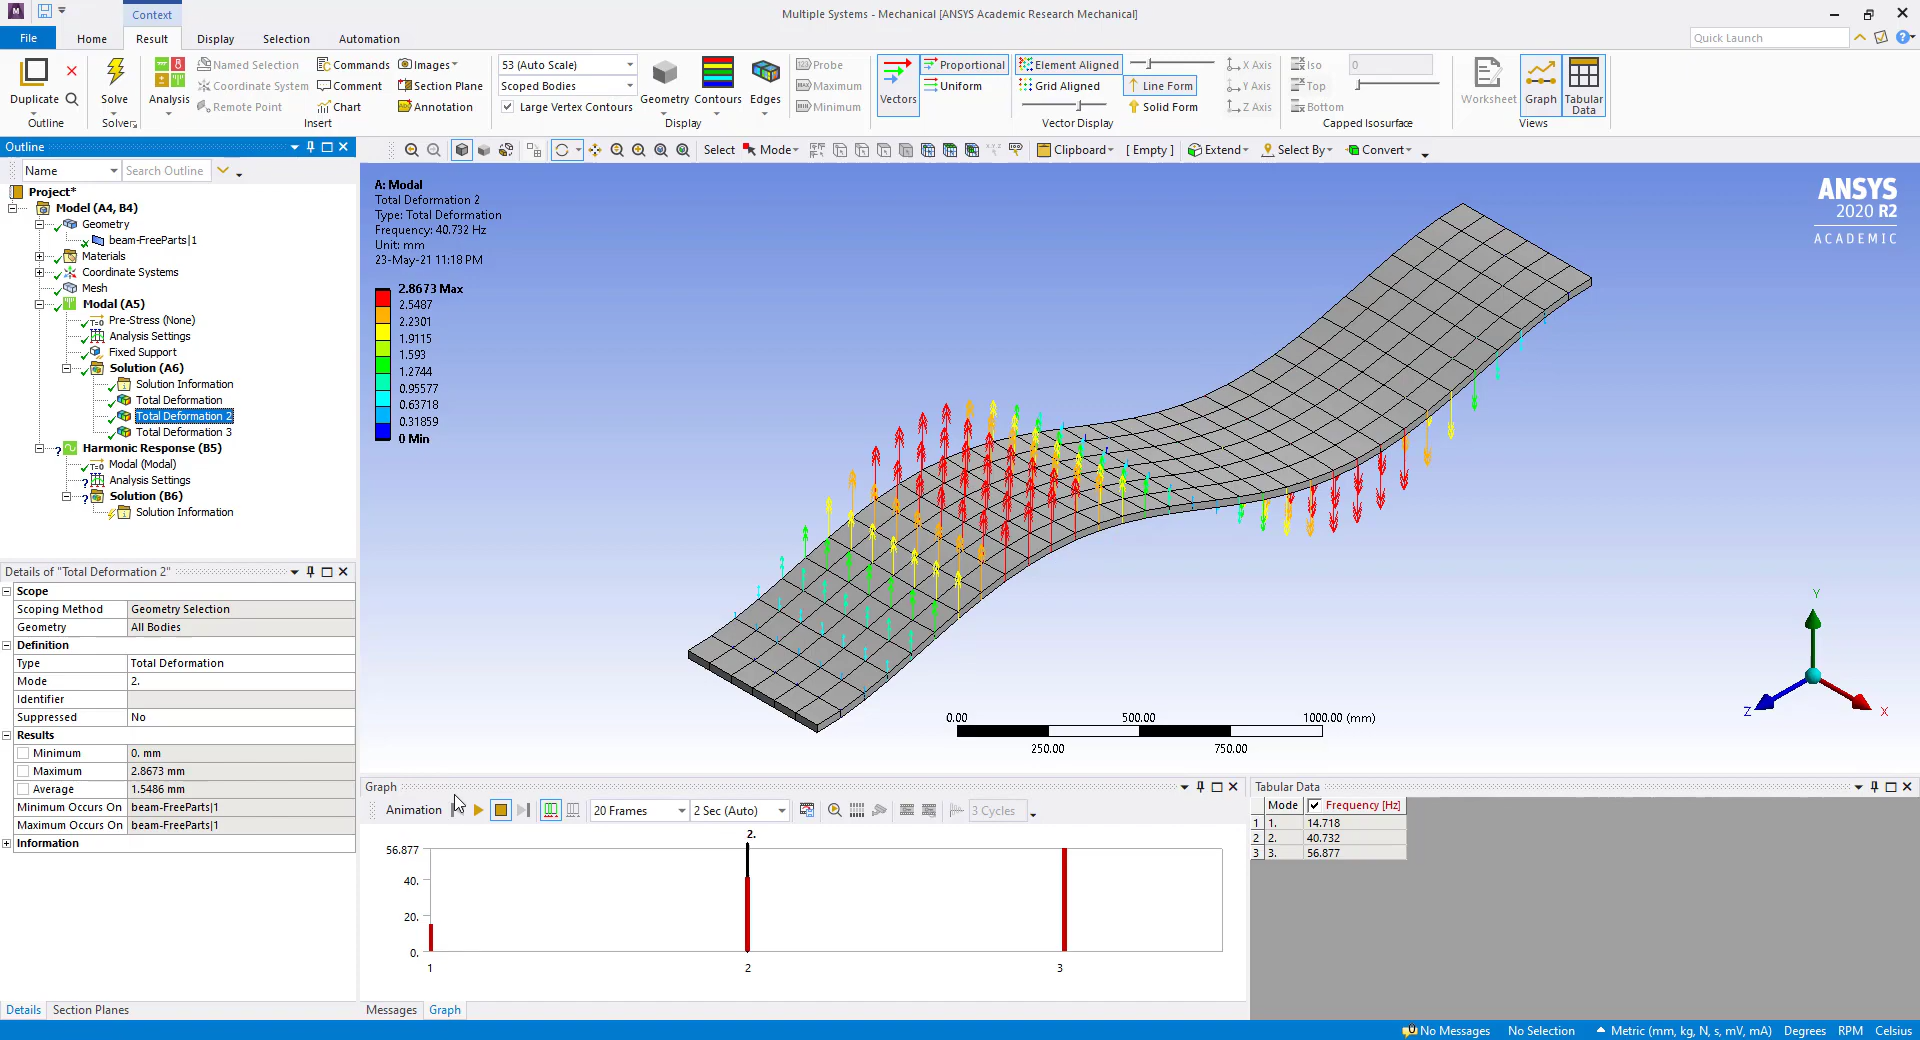 Context
Multiple Systems - Mechanical [ANSYS Academic Research Mechanical]
File Home Result Display Selection Automation
Quick Launch
Duplicate
Outline
Solve
Solver
Analysis
Named Selection
Coordinate System
Remote Point
Commands
Comment
Chart
Images
Section Plane
Annotation
Insert
53 (Auto Scale)
Scoped Bodies
Large Vertex Contours
Geometry Contours Edges
Display
Probe
Maximum
Minimum
Vectors
Proportional
Uniform
Element Aligned
Grid Aligned
Line Form
Solid Form
X Axis
Y Axis
Z Axis
Vector Display
Iso
Top
Bottom
0
Capped Isosurface
Worksheet Graph Tabular
Data
Views
Outline
Name Search Outline
Select Mode Clipboard [ Empty ] Extend Select By Convert
Project*
Model (A4, B4)
Geometry
beam-FreeParts|1
Materials
Coordinate Systems
Mesh
Modal (A5)
Pre-Stress (None)
Analysis Settings
Fixed Support
Solution (A6)
Solution Information
Total Deformation
Total Deformation 2
Total Deformation 3
Harmonic Response (B5)
Modal (Modal)
Analysis Settings
Solution (B6)
Solution Information
A: Modal
Total Deformation 2
Type: Total Deformation
Frequency: 40.732 Hz
Unit: mm
23-May-21 11:18 PM
2.8673 Max
2.5487
2.2301
1.9115
1.593
1.2744
0.95577
0.63718
0.31859
0 Min
ANSYS
2020 R2
ACADEMIC
0.00 500.00 1000.00 (mm)
250.00 750.00
Y
Z
X
Details of "Total Deformation 2"
Scope
Scoping Method Geometry Selection
Geometry All Bodies
Definition
Type Total Deformation
Mode 2.
Identifier
Suppressed No
Results
Minimum 0. mm
Maximum 2.8673 mm
Average 1.5486 mm
Minimum Occurs On beam-FreeParts|1
Maximum Occurs On beam-FreeParts|1
Information
Details Section Planes
Graph
Animation 20 Frames 2 Sec (Auto) 3 Cycles
2.
56.877
40.
20.
0.
1 2 3
Messages Graph
Tabular Data
Mode Frequency [Hz]
1 1. 14.718
2 2. 40.732
3 3. 56.877
No Messages No Selection Metric (mm, kg, N, s, mV, mA) Degrees RPM Celsius